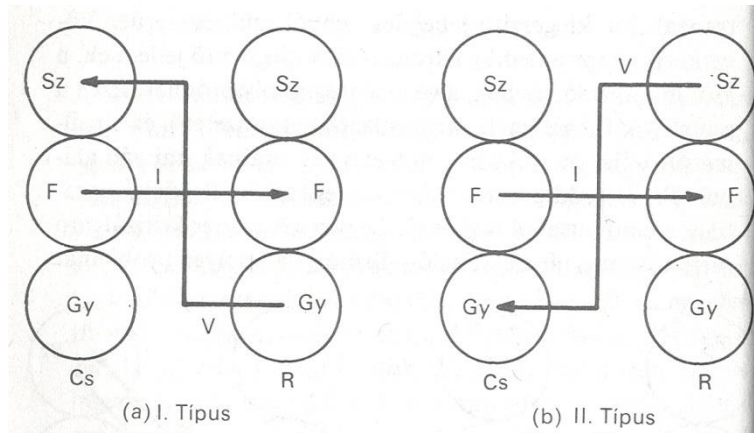 Sz Sz V Sz Sz
I I
F F F F
Gy Gy Gy Gy
V
Cs R Cs R
(a) I. Típus (b) II. Típus